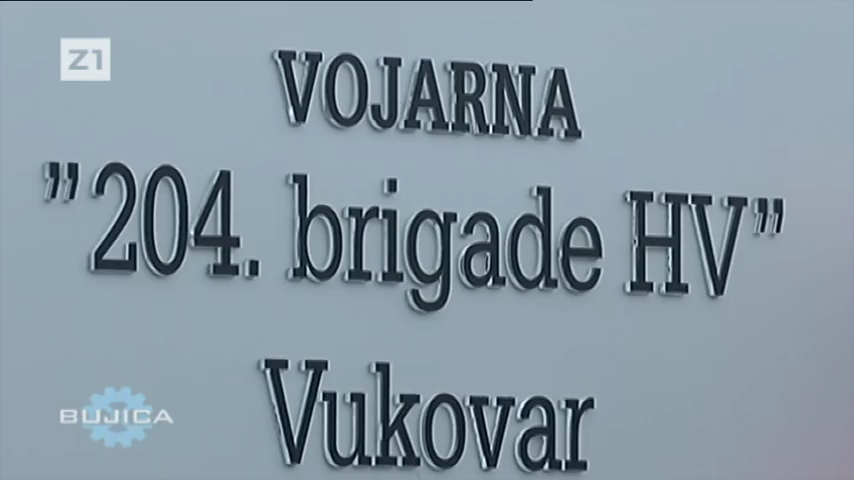 Z1
VOJARNA
”204. brigade HV”
Vukovar
BUJICA